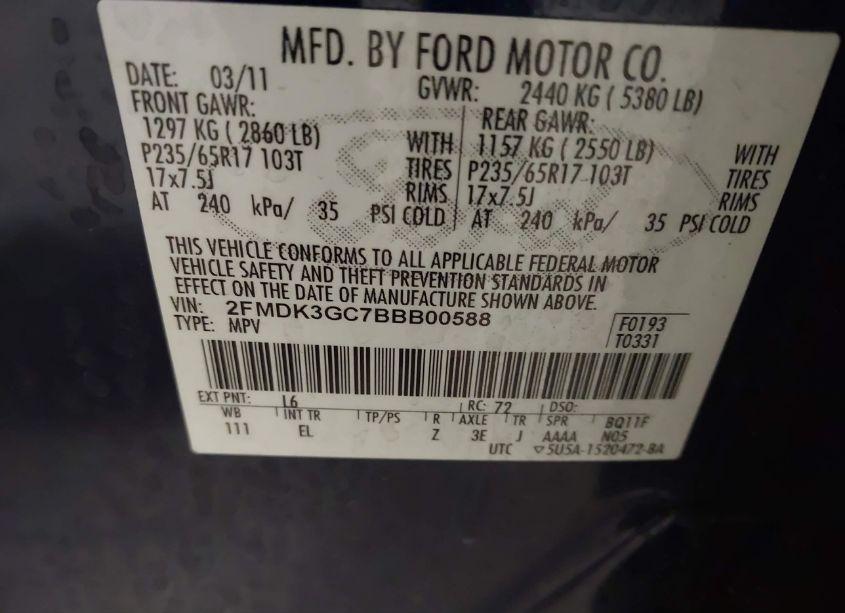 MFD. BY FORD MOTOR CO.
DATE: 03/11 GVWR: 2440 KG ( 5380 LB)
FRONT GAWR: REAR GAWR:
1297 KG ( 2860 LB) WITH 1157 KG ( 2550 LB) WITH
P235/65R17 103T TIRES P235/65R17 103T TIRES
17x7.5J RIMS 17x7.5J RIMS
AT 240 kPa/ 35 PSI COLD AT 240 kPa/ 35 PSI COLD
THIS VEHICLE CONFORMS TO ALL APPLICABLE FEDERAL MOTOR
VEHICLE SAFETY AND THEFT PREVENTION STANDARDS IN
EFFECT ON THE DATE OF MANUFACTURE SHOWN ABOVE.
VIN: 2FMDK3GC7BBB00588 F0193
TYPE: MPV T0331
EXT PNT: L6 RC: 72 DSO:
WB INT TR TP/PS R AXLE TR SPR BQ11F
111 EL Z 3E J AAAA N05
UTC ▽5U5A-1520472-BA